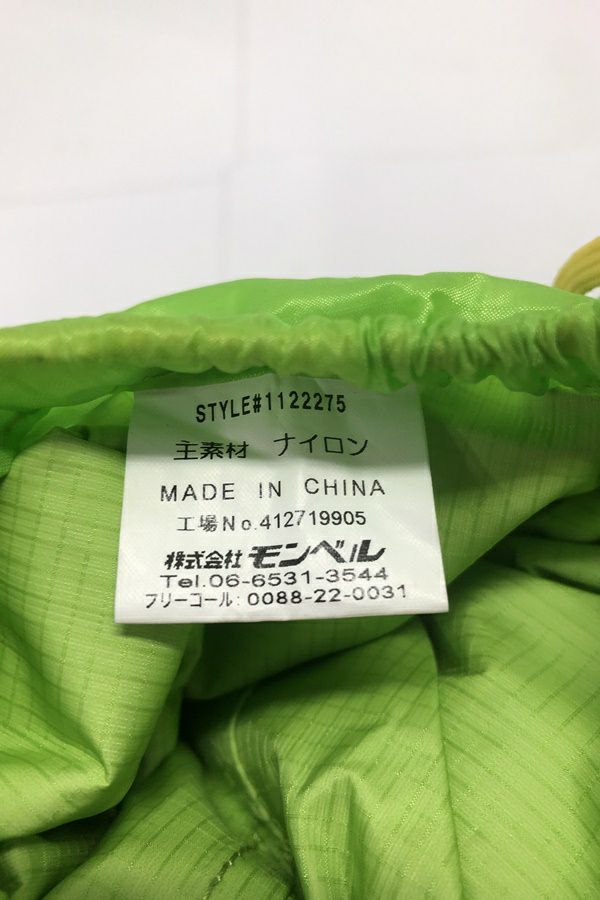 STYLE#1122275
主素材 ナイロン
MADE IN CHINA
工場No.412719905
株式会社 モンベル
Tel.06-6531-3544
フリーコール:0088-22-0031